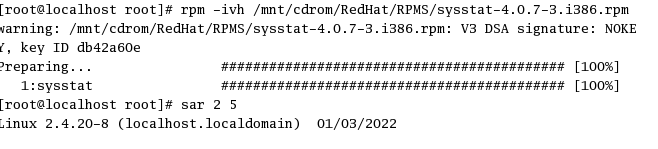 [root@localhost root]# rpm -ivh /mnt/cdrom/RedHat/RPMS/sysstat-4.0.7-3.i386.rpm
warning: /mnt/cdrom/RedHat/RPMS/sysstat-4.0.7-3.i386.rpm: V3 DSA signature: NOKE
Y, key ID db42a60e
Preparing... ########################################### [100%]
1:sysstat ########################################### [100%]
[root@localhost root]# sar 2 5
Linux 2.4.20-8 (localhost.localdomain) 01/03/2022